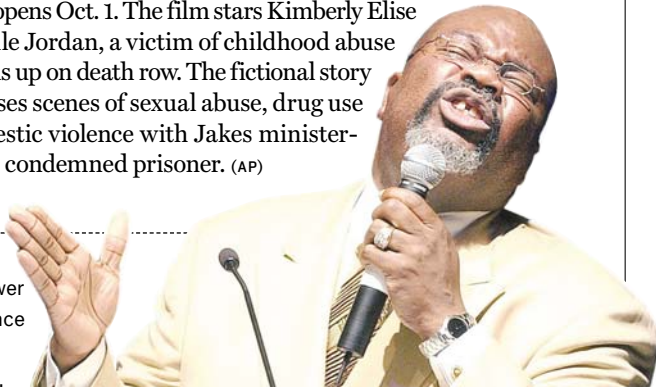 opens Oct. 1. The film stars Kimberly Elise
le Jordan, a victim of childhood abuse
s up on death row. The fictional story
ses scenes of sexual abuse, drug use
estic violence with Jakes minister-
condemned prisoner. (AP)
wer
nce